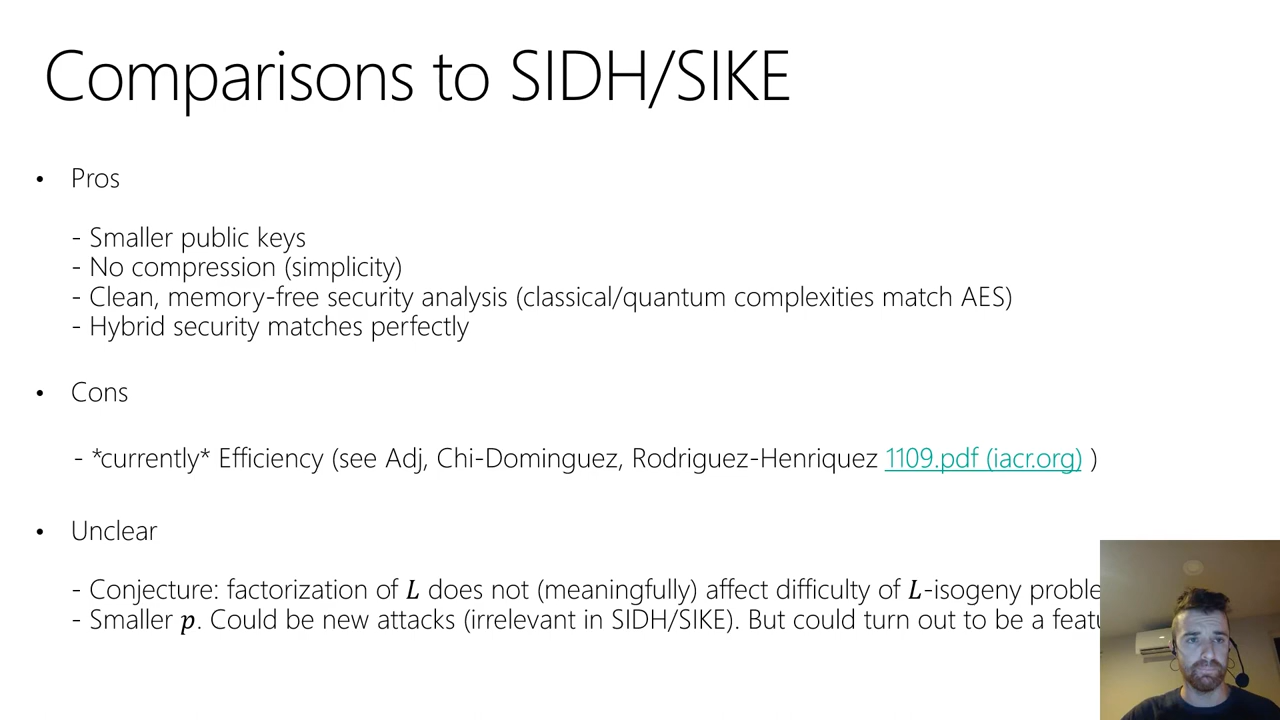 Comparisons to SIDH/SIKE
• Pros
- Smaller public keys
- No compression (simplicity)
- Clean, memory-free security analysis (classical/quantum complexities match AES)
- Hybrid security matches perfectly
• Cons
- *currently* Efficiency (see Adj, Chi-Dominguez, Rodriguez-Henriquez 1109.pdf (iacr.org) )
• Unclear
- Conjecture: factorization of L does not (meaningfully) affect difficulty of L-isogeny proble
- Smaller p. Could be new attacks (irrelevant in SIDH/SIKE). But could turn out to be a featu